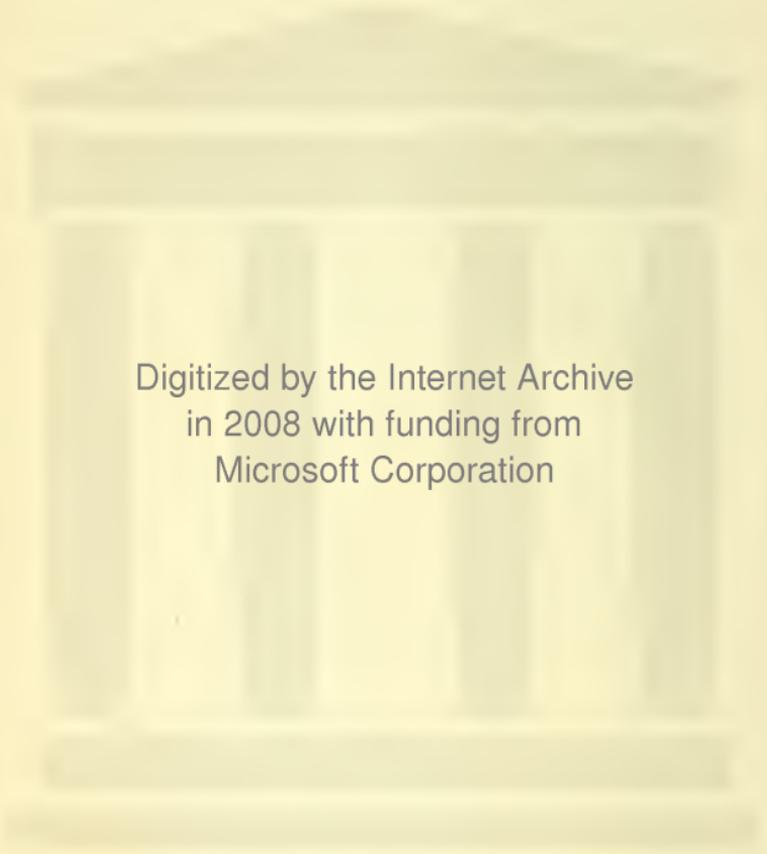 Digitized by the Internet Archive
in 2008 with funding from
Microsoft Corporation